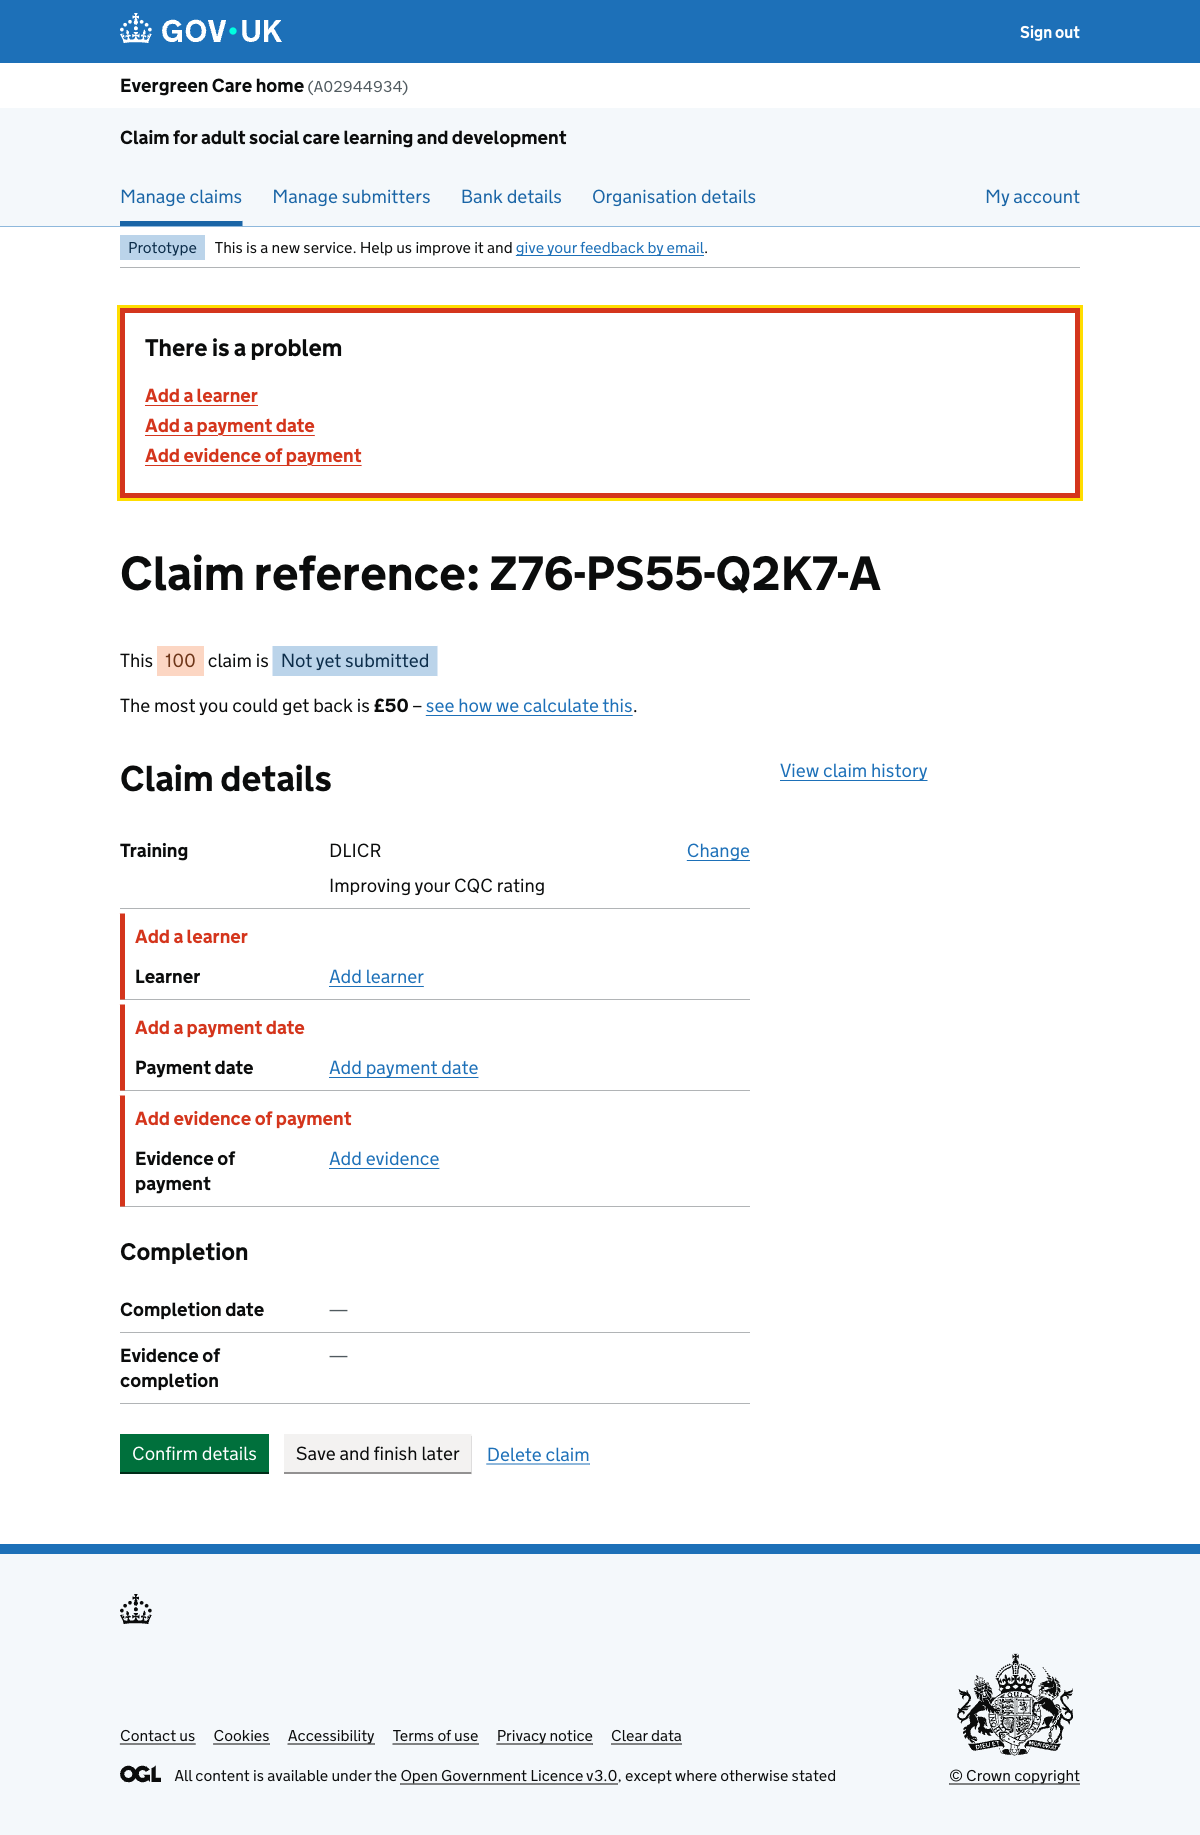 GOV·UK
Sign out
Evergreen Care home (A02944934)
Claim for adult social care learning and development
Manage claims Manage submitters Bank details Organisation details My account
Prototype This is a new service. Help us improve it and give your feedback by email.
There is a problem
Add a learner
Add a payment date
Add evidence of payment
Claim reference: Z76-PS55-Q2K7-A
This 100 claim is Not yet submitted
The most you could get back is £50 – see how we calculate this.
Claim details
View claim history
Training DLICR Change
Improving your CQC rating
Add a learner
Learner Add learner
Add a payment date
Payment date Add payment date
Add evidence of payment
Evidence of Add evidence
payment
Completion
Completion date —
Evidence of —
completion
Confirm details Save and finish later Delete claim
Contact us Cookies Accessibility Terms of use Privacy notice Clear data
OGL All content is available under the Open Government Licence v3.0, except where otherwise stated
© Crown copyright